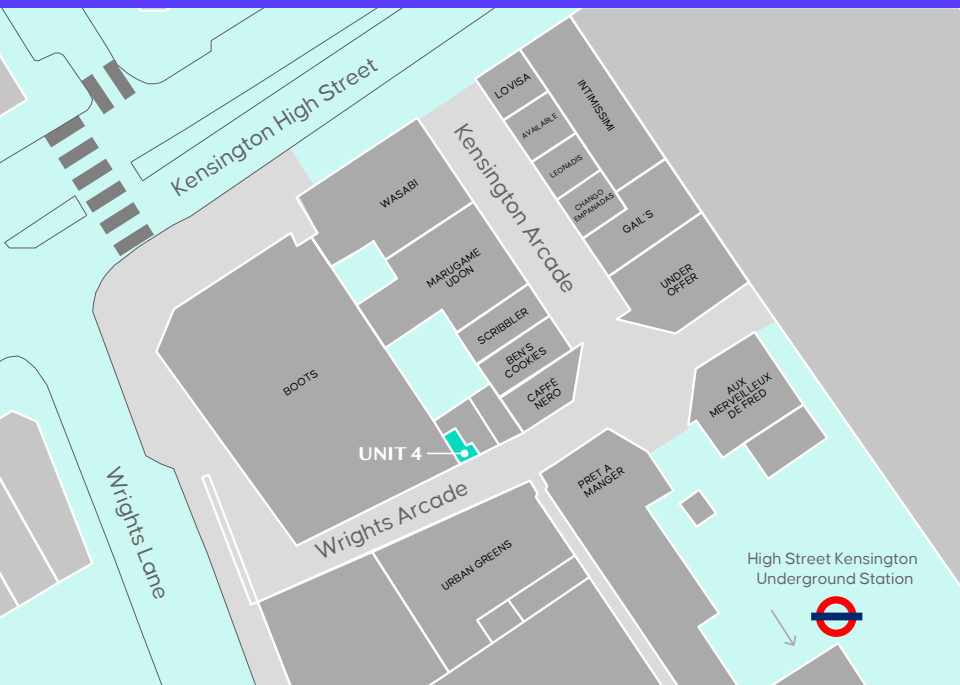 Kensington High Street
LOVISA
INTIMISSIMI
AVAILABLE
LEONADIS
CHANGO
EMPANADAS
GAIL'S
UNDER
OFFER
Kensington Arcade
WASABI
MARUGAME
UDON
SCRIBBLER
BEN'S
COOKIES
CAFFÈ
NERO
BOOTS
UNIT 4
AUX
MERVEILLEUX
DE FRED
PRET A
MANGER
Wrights Arcade
Wrights Lane
URBAN GREENS
High Street Kensington
Underground Station